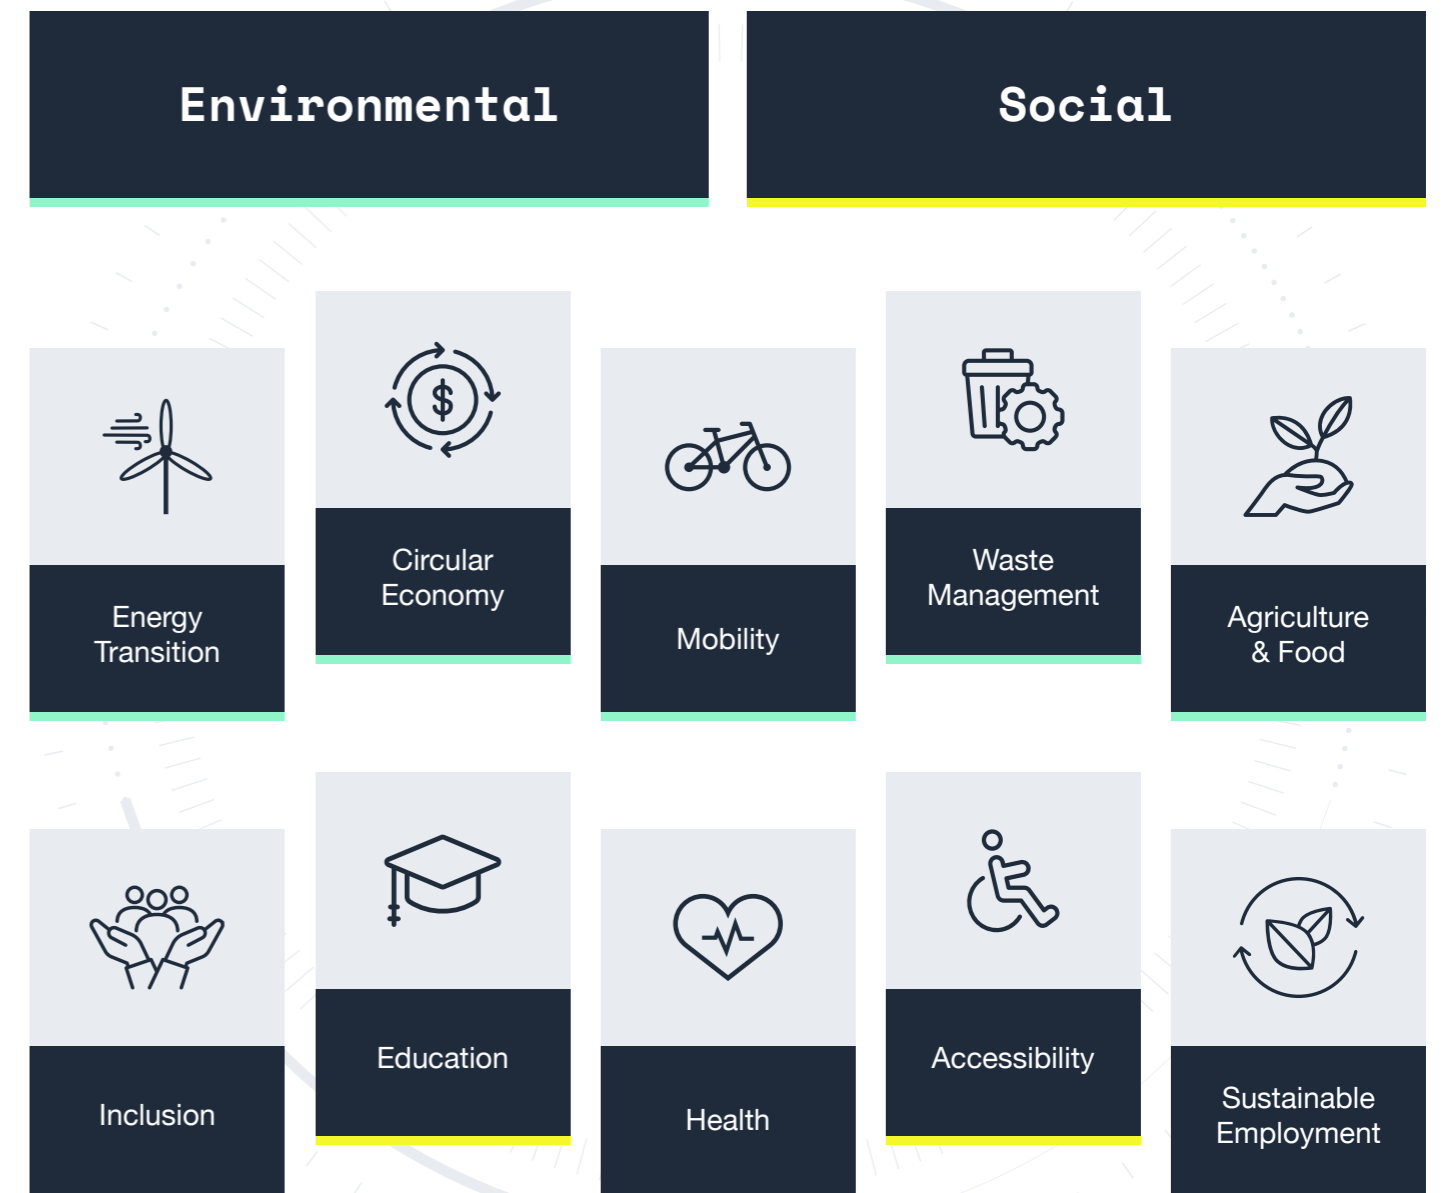 Environmental
Social
Energy
Transition
Circular
Economy
Mobility
Waste
Management
Agriculture
& Food
Inclusion
Education
Health
Accessibility
Sustainable
Employment